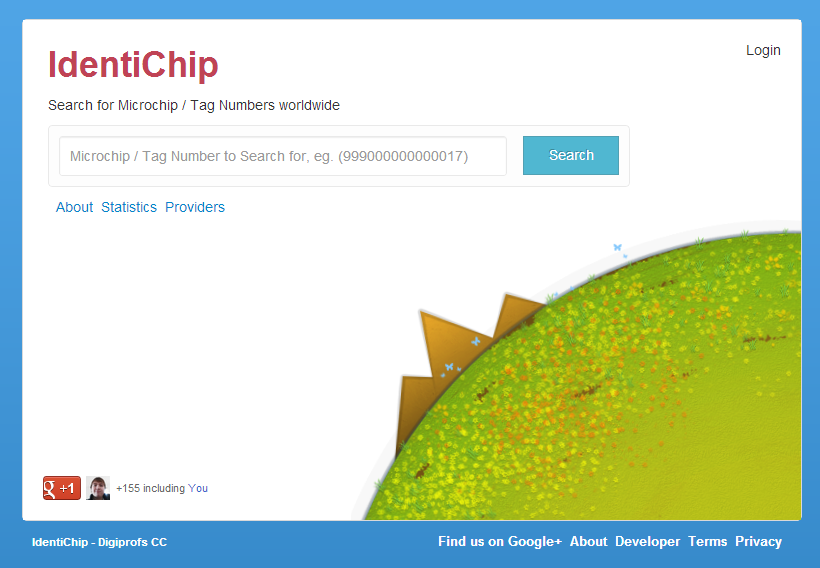 IdentiChip
Login
Search for Microchip / Tag Numbers worldwide
Microchip / Tag Number to Search for, eg. (999000000000017)
Search
About Statistics Providers
g +1
+155 including You
IdentiChip - Digiprofs CC
Find us on Google+ About Developer Terms Privacy